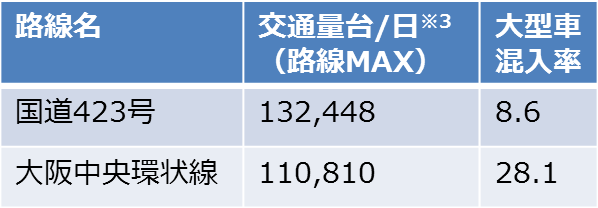 路線名
交通量台/日※3
（路線MAX）
大型車
混入率
国道423号
132,448
8.6
大阪中央環状線
110,810
28.1